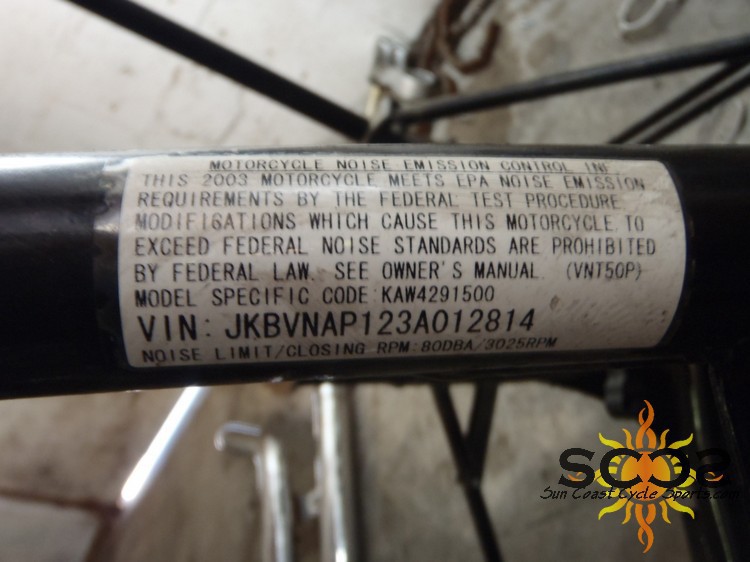 MOTORCYCLE NOISE EMISSION CONTROL INF
THIS 2003 MOTORCYCLE MEETS EPA NOISE EMISSION
REQUIREMENTS BY THE FEDERAL TEST PROCEDURE
MODIFIGATIONS WHICH CAUSE THIS MOTORCYCLE TO
EXCEED FEDERAL NOISE STANDARDS ARE PROHIBITED
BY FEDERAL LAW. SEE OWNER'S MANUAL (VNT50P)
MODEL SPECIFIC CODE:KAW4291500
VIN: JKBVNAP123A012814
NOISE LIMIT/CLOSING RPM:80DBA/3025RPM
sccs
Sun Coast Cycle Sports.com